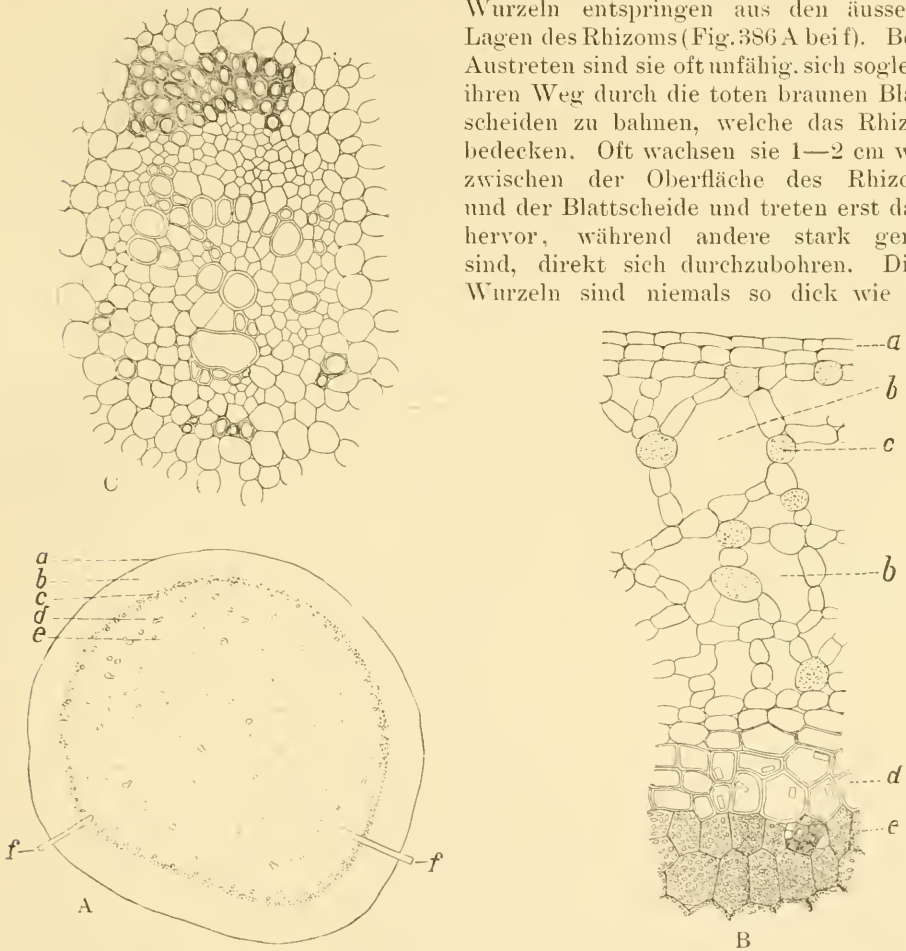 Wurzeln entspringen aus den äusse
Lagen des Rhizoms (Fig. 386 A bei f). Be
Austreten sind sie oft unfähig. sich sogle
ihren Weg durch die toten braunen Bla
scheiden zu bahnen, welche das Rhiz
bedecken. Oft wachsen sie 1—2 cm w
zwischen der Oberfläche des Rhizo
und der Blattscheide und treten erst da
hervor, während andere stark gen
sind, direkt sich durchzubohren. Di
Wurzeln sind niemals so dick wie
C
a
b
c
b
d
e
B
a
b
c
d
e
f
f
A